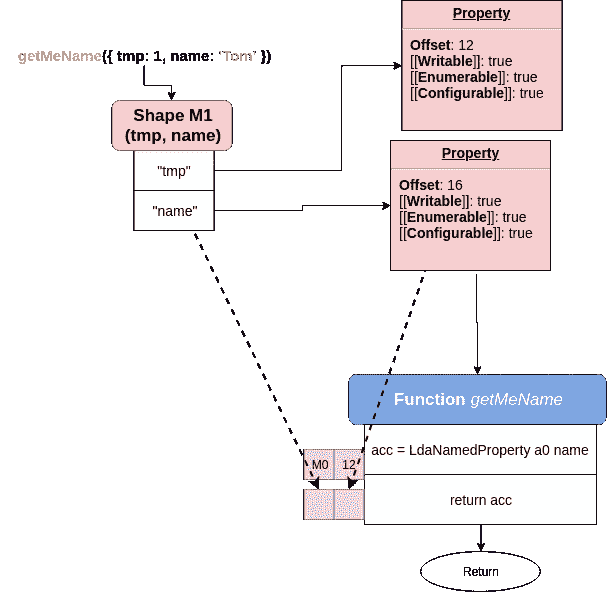 getMeName({ tmp: 1, name: 'Tom' })
Property
Offset: 12
[[Writable]]: true
[[Enumerable]]: true
[[Configurable]]: true
Shape M1
(tmp, name)
"tmp"
"name"
Property
Offset: 16
[[Writable]]: true
[[Enumerable]]: true
[[Configurable]]: true
Function getMeName
acc = LdaNamedProperty a0 name
M0
12
return acc
Return